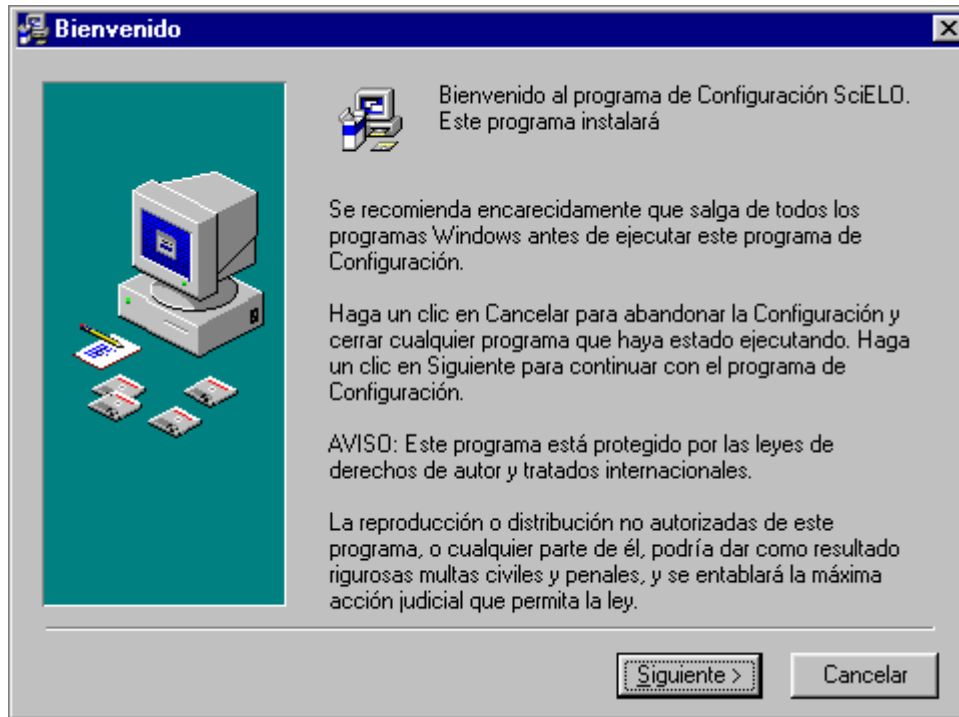 Bienvenido
Bienvenido al programa de Configuración SciELO.
Este programa instalará
Se recomienda encarecidamente que salga de todos los
programas Windows antes de ejecutar este programa de
Configuración.
Haga un clic en Cancelar para abandonar la Configuración y
cerrar cualquier programa que haya estado ejecutando. Haga
un clic en Siguiente para continuar con el programa de
Configuración.
AVISO: Este programa está protegido por las leyes de
derechos de autor y tratados internacionales.
La reproducción o distribución no autorizadas de este
programa, o cualquier parte de él, podría dar como resultado
rigurosas multas civiles y penales, y se entablará la máxima
acción judicial que permita la ley.
Siguiente >
Cancelar